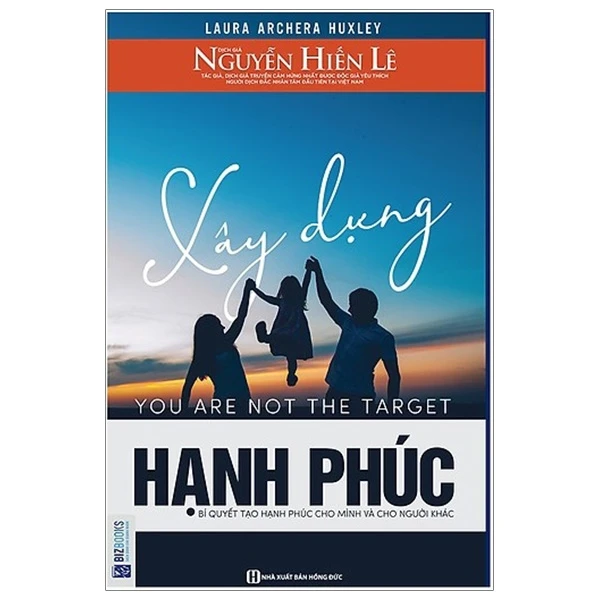 LAURA ARCHERA HUXLEY
DỊCH GIẢ
NGUYỄN HIẾN LÊ
TÁC GIẢ, DỊCH GIẢ TRUYỀN CẢM HỨNG NHẤT ĐƯỢC ĐỘC GIẢ YÊU THÍCH
NGƯỜI DỊCH ĐẮC NHÂN TÂM ĐẦU TIÊN TẠI VIỆT NAM
Xây dựng
YOU ARE NOT THE TARGET
HẠNH PHÚC
BÍ QUYẾT TẠO HẠNH PHÚC CHO MÌNH VÀ CHO NGƯỜI KHÁC
BIZBOOKS
NHÀ XUẤT BẢN HỒNG ĐỨC